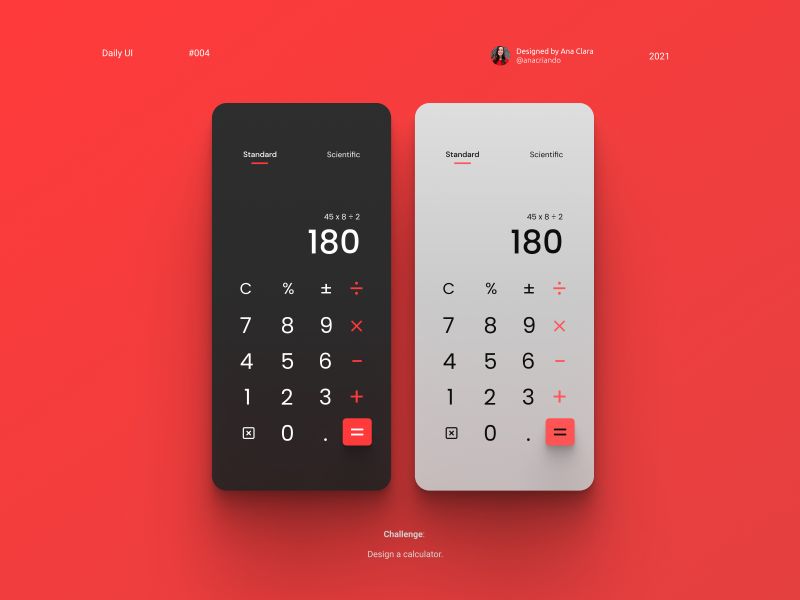 Daily UI
#004
Designed by Ana Clara
@anacriando
2021
Standard Scientific
45 x 8 ÷ 2
180
C % ± ÷
7 8 9 ×
4 5 6 −
1 2 3 +
0 . =
Standard Scientific
45 x 8 ÷ 2
180
C % ± ÷
7 8 9 ×
4 5 6 −
1 2 3 +
0 . =
Challenge:
Design a calculator.